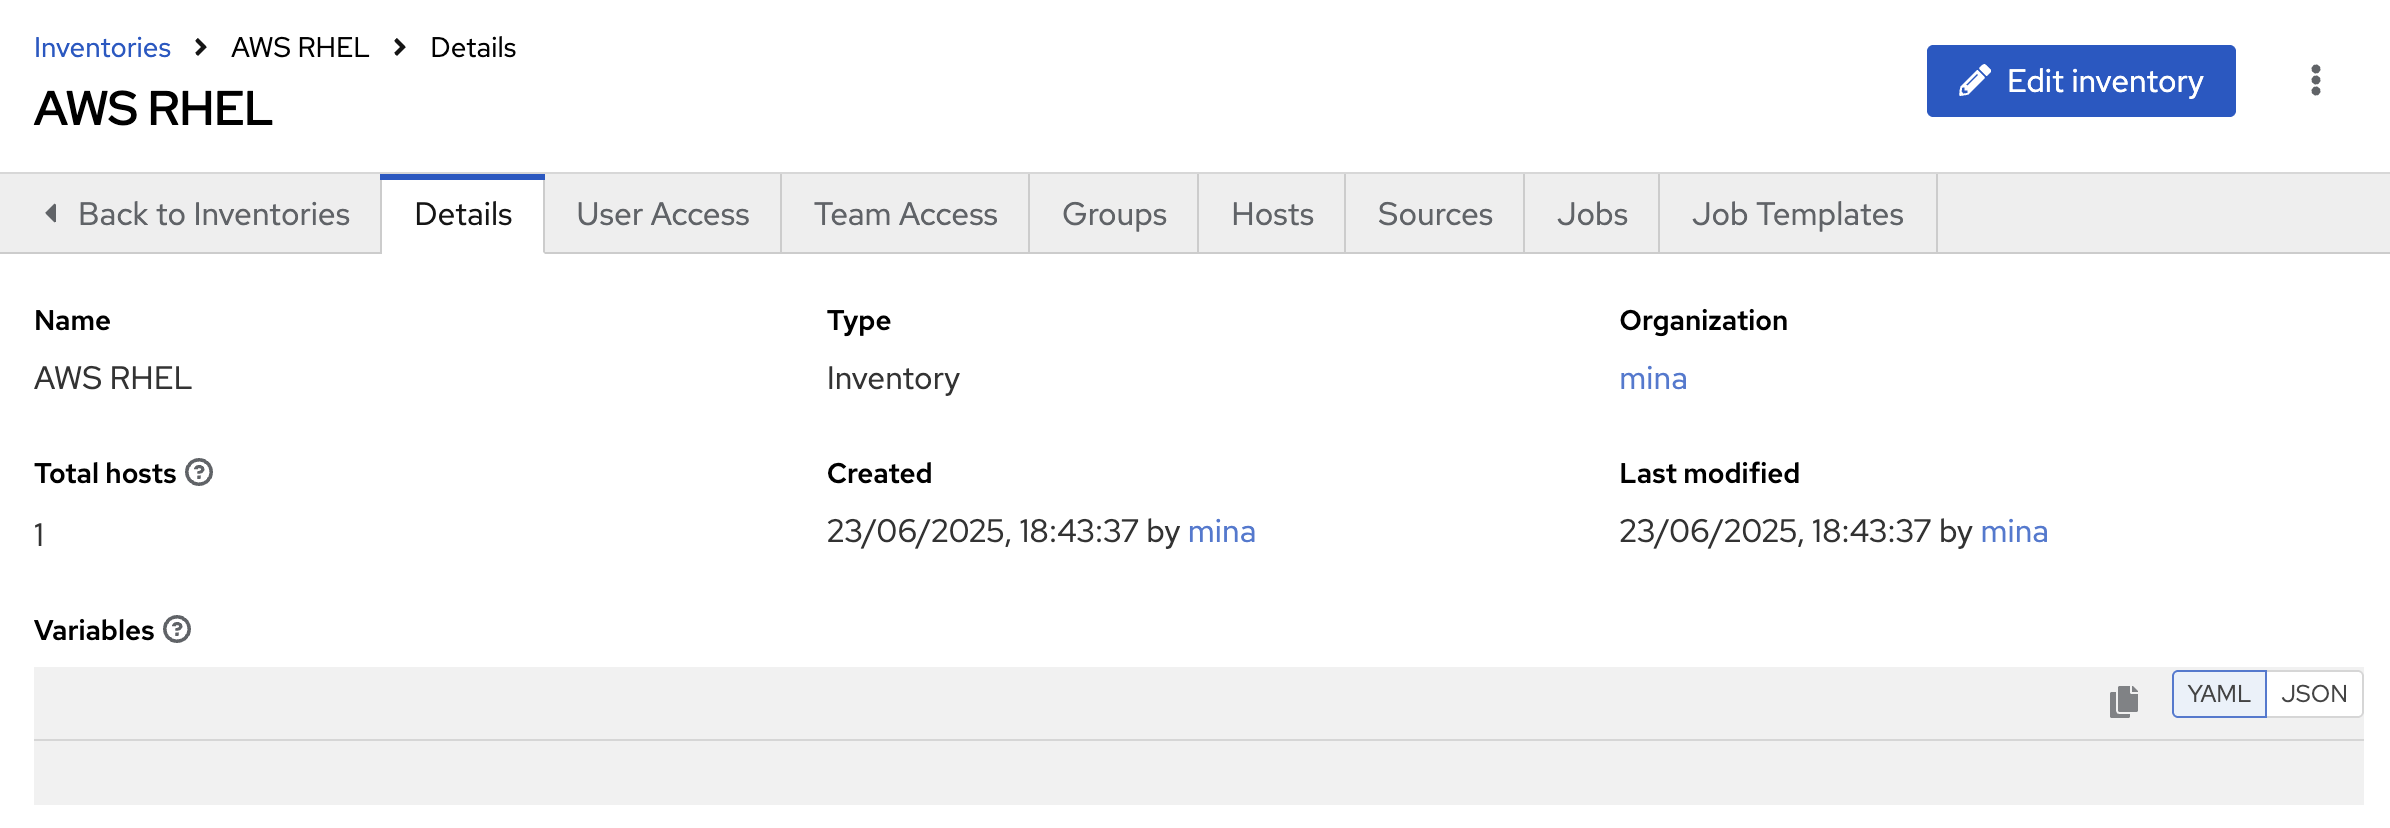 Inventories > AWS RHEL > Details
AWS RHEL
Edit inventory
Back to Inventories Details User Access Team Access Groups Hosts Sources Jobs Job Templates
Name Type Organization
AWS RHEL Inventory mina
Total hosts Created Last modified
1 23/06/2025, 18:43:37 by mina 23/06/2025, 18:43:37 by mina
Variables
YAML JSON